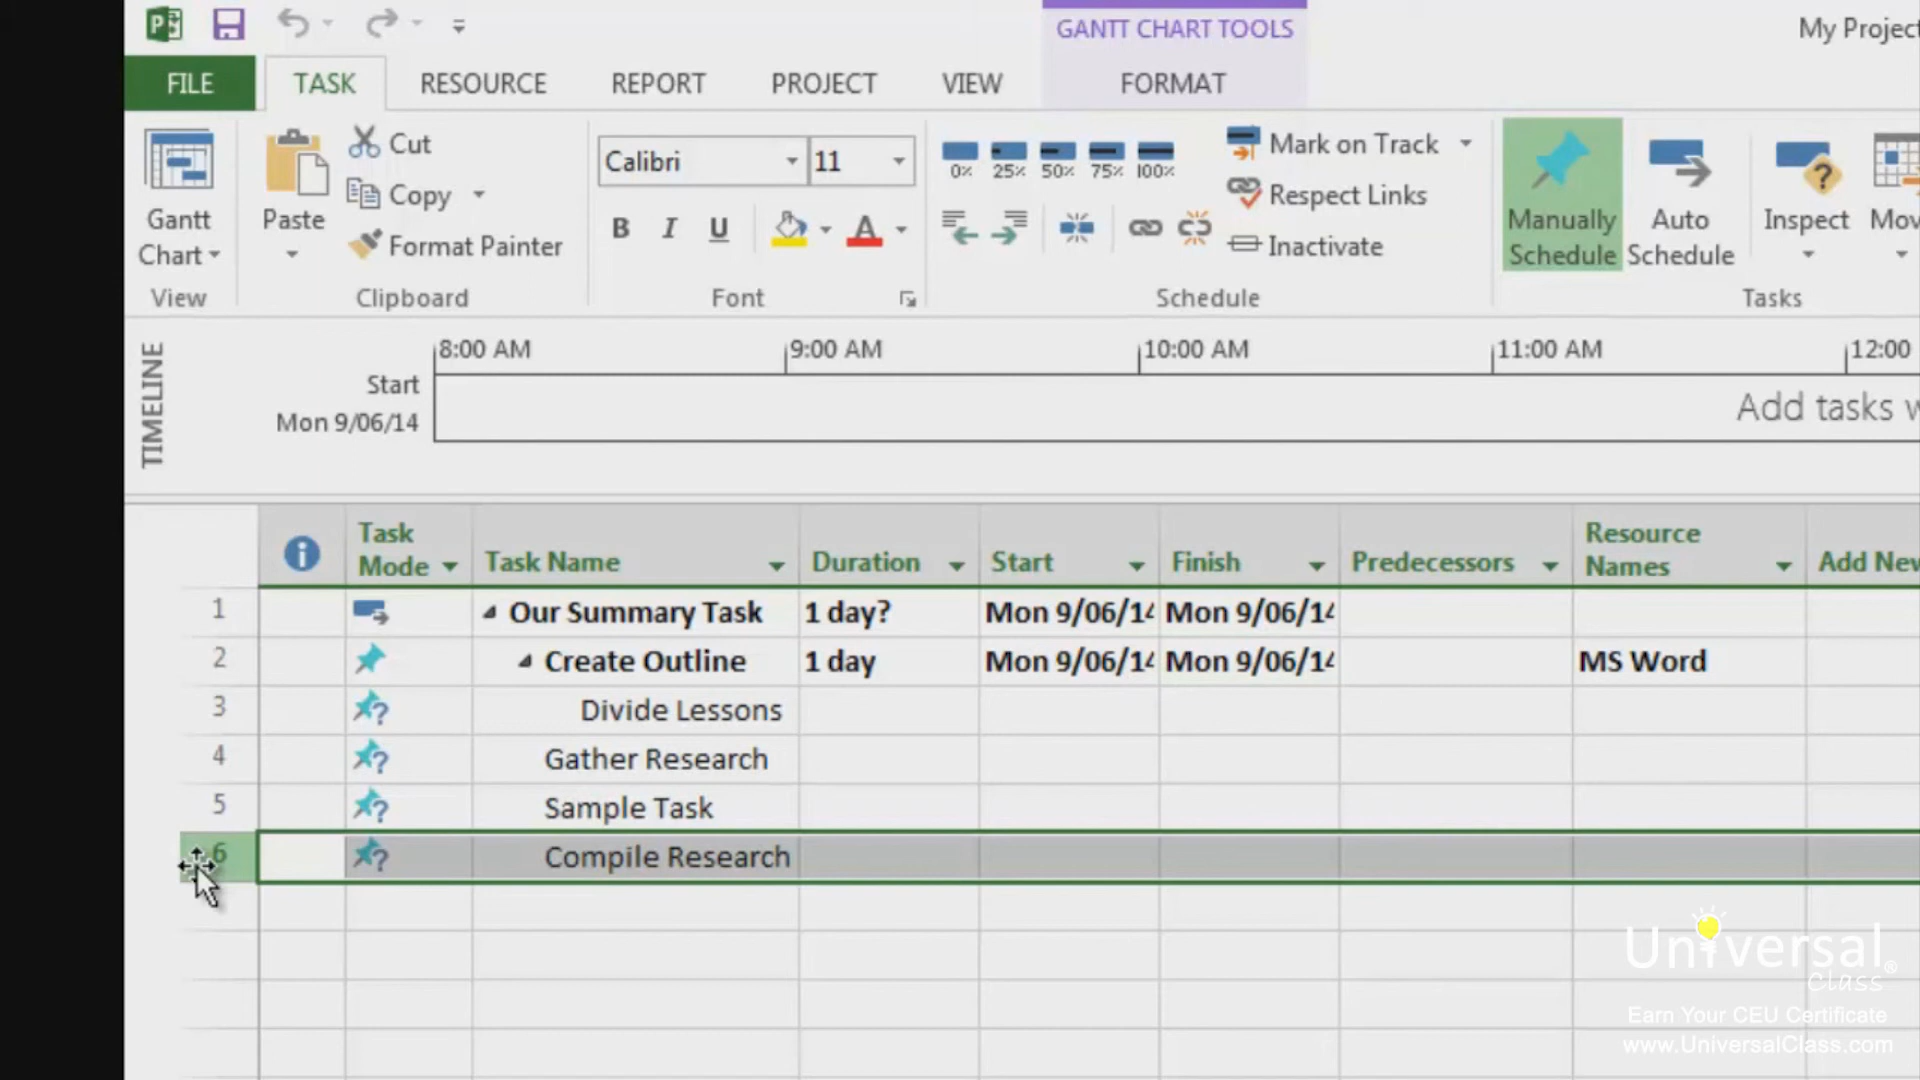 GANTT CHART TOOLS
My Project
FILE TASK RESOURCE REPORT PROJECT VIEW FORMAT
Gantt Chart
Paste
Cut
Copy
Format Painter
Calibri 11
B I U A
0% 25% 50% 75% 100%
Mark on Track
Respect Links
Inactivate
Manually Schedule
Auto Schedule
Inspect
Mov
View Clipboard Font Schedule Tasks
TIMELINE
8:00 AM 9:00 AM 10:00 AM 11:00 AM 12:00
Start
Mon 9/06/14
Add tasks w
Task Mode Task Name Duration Start Finish Predecessors Resource Names Add New
1 Our Summary Task 1 day? Mon 9/06/14 Mon 9/06/14
2 Create Outline 1 day Mon 9/06/14 Mon 9/06/14 MS Word
3 Divide Lessons
4 Gather Research
5 Sample Task
6 Compile Research
Universal
Class®
Earn Your CEU Certificate
www.UniversalClass.com